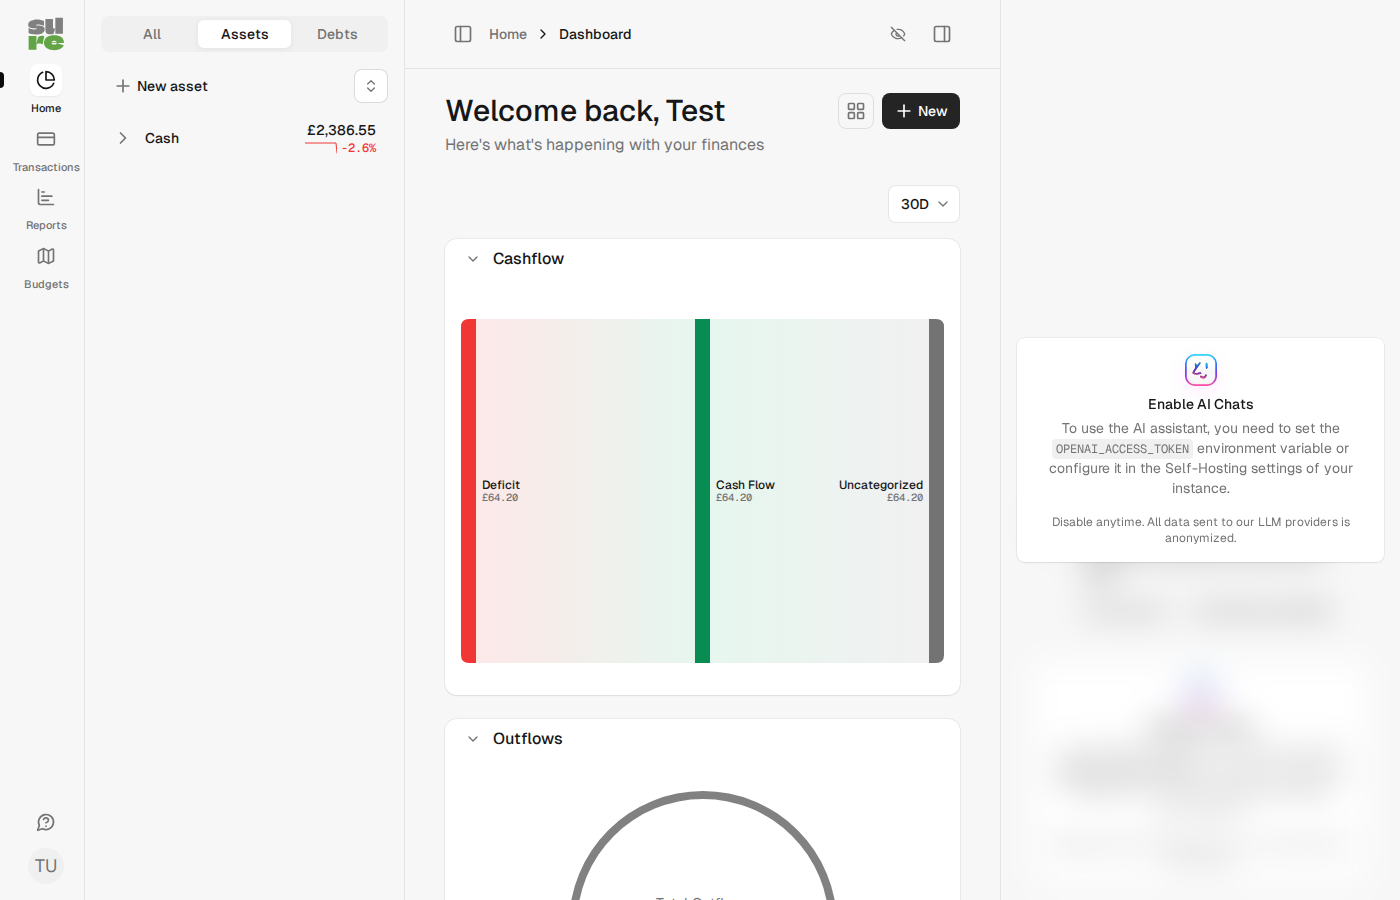 sure
Home
Transactions
Reports
Budgets
TU
All
Assets
Debts
New asset
Cash
£2,386.55
-2.6%
Home
Dashboard
Welcome back, Test
Here's what's happening with your finances
New
30D
Cashflow
Deficit
£64.20
Cash Flow
£64.20
Uncategorized
£64.20
Outflows
Enable AI Chats
To use the AI assistant, you need to set the
OPENAI_ACCESS_TOKEN environment variable or
configure it in the Self-Hosting settings of your
instance.
Disable anytime. All data sent to our LLM providers is
anonymized.